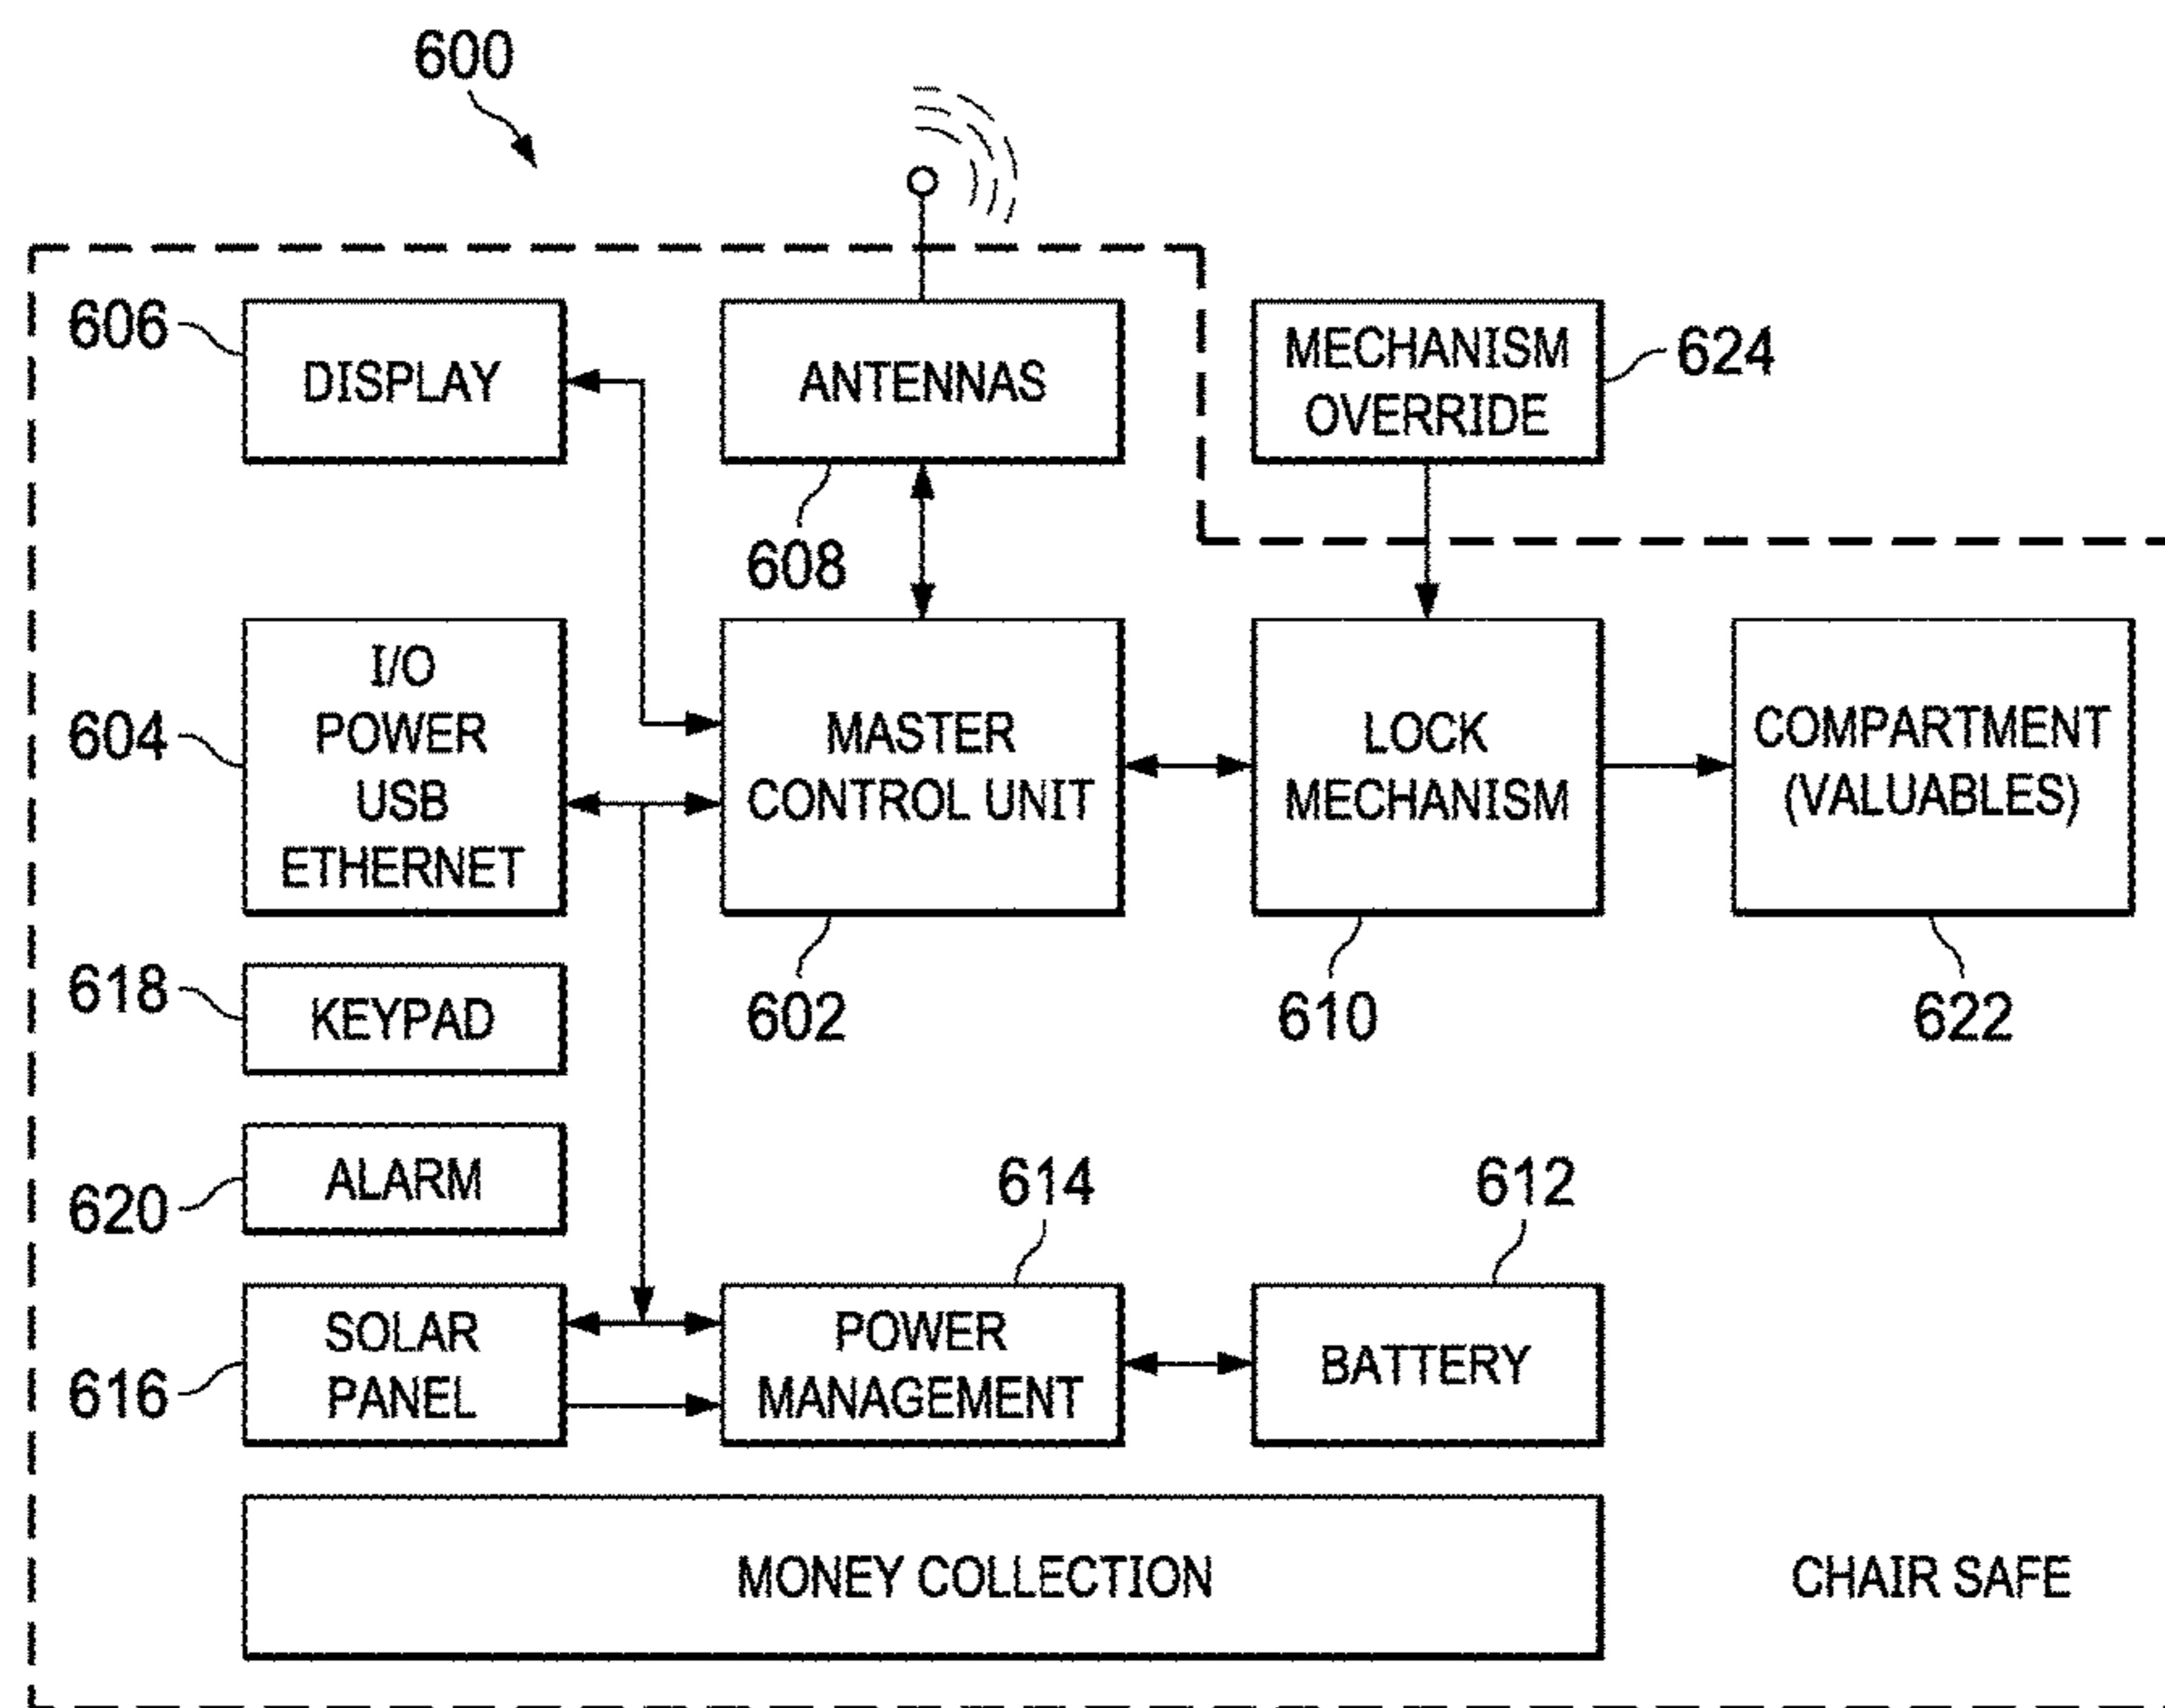 600
606
DISPLAY
ANTENNAS
608
MECHANISM
OVERRIDE
624
604
I/O
POWER
USB
ETHERNET
MASTER
CONTROL UNIT
602
LOCK
MECHANISM
610
COMPARTMENT
(VALUABLES)
622
618
KEYPAD
620
ALARM
616
SOLAR
PANEL
614
POWER
MANAGEMENT
612
BATTERY
MONEY COLLECTION
CHAIR SAFE